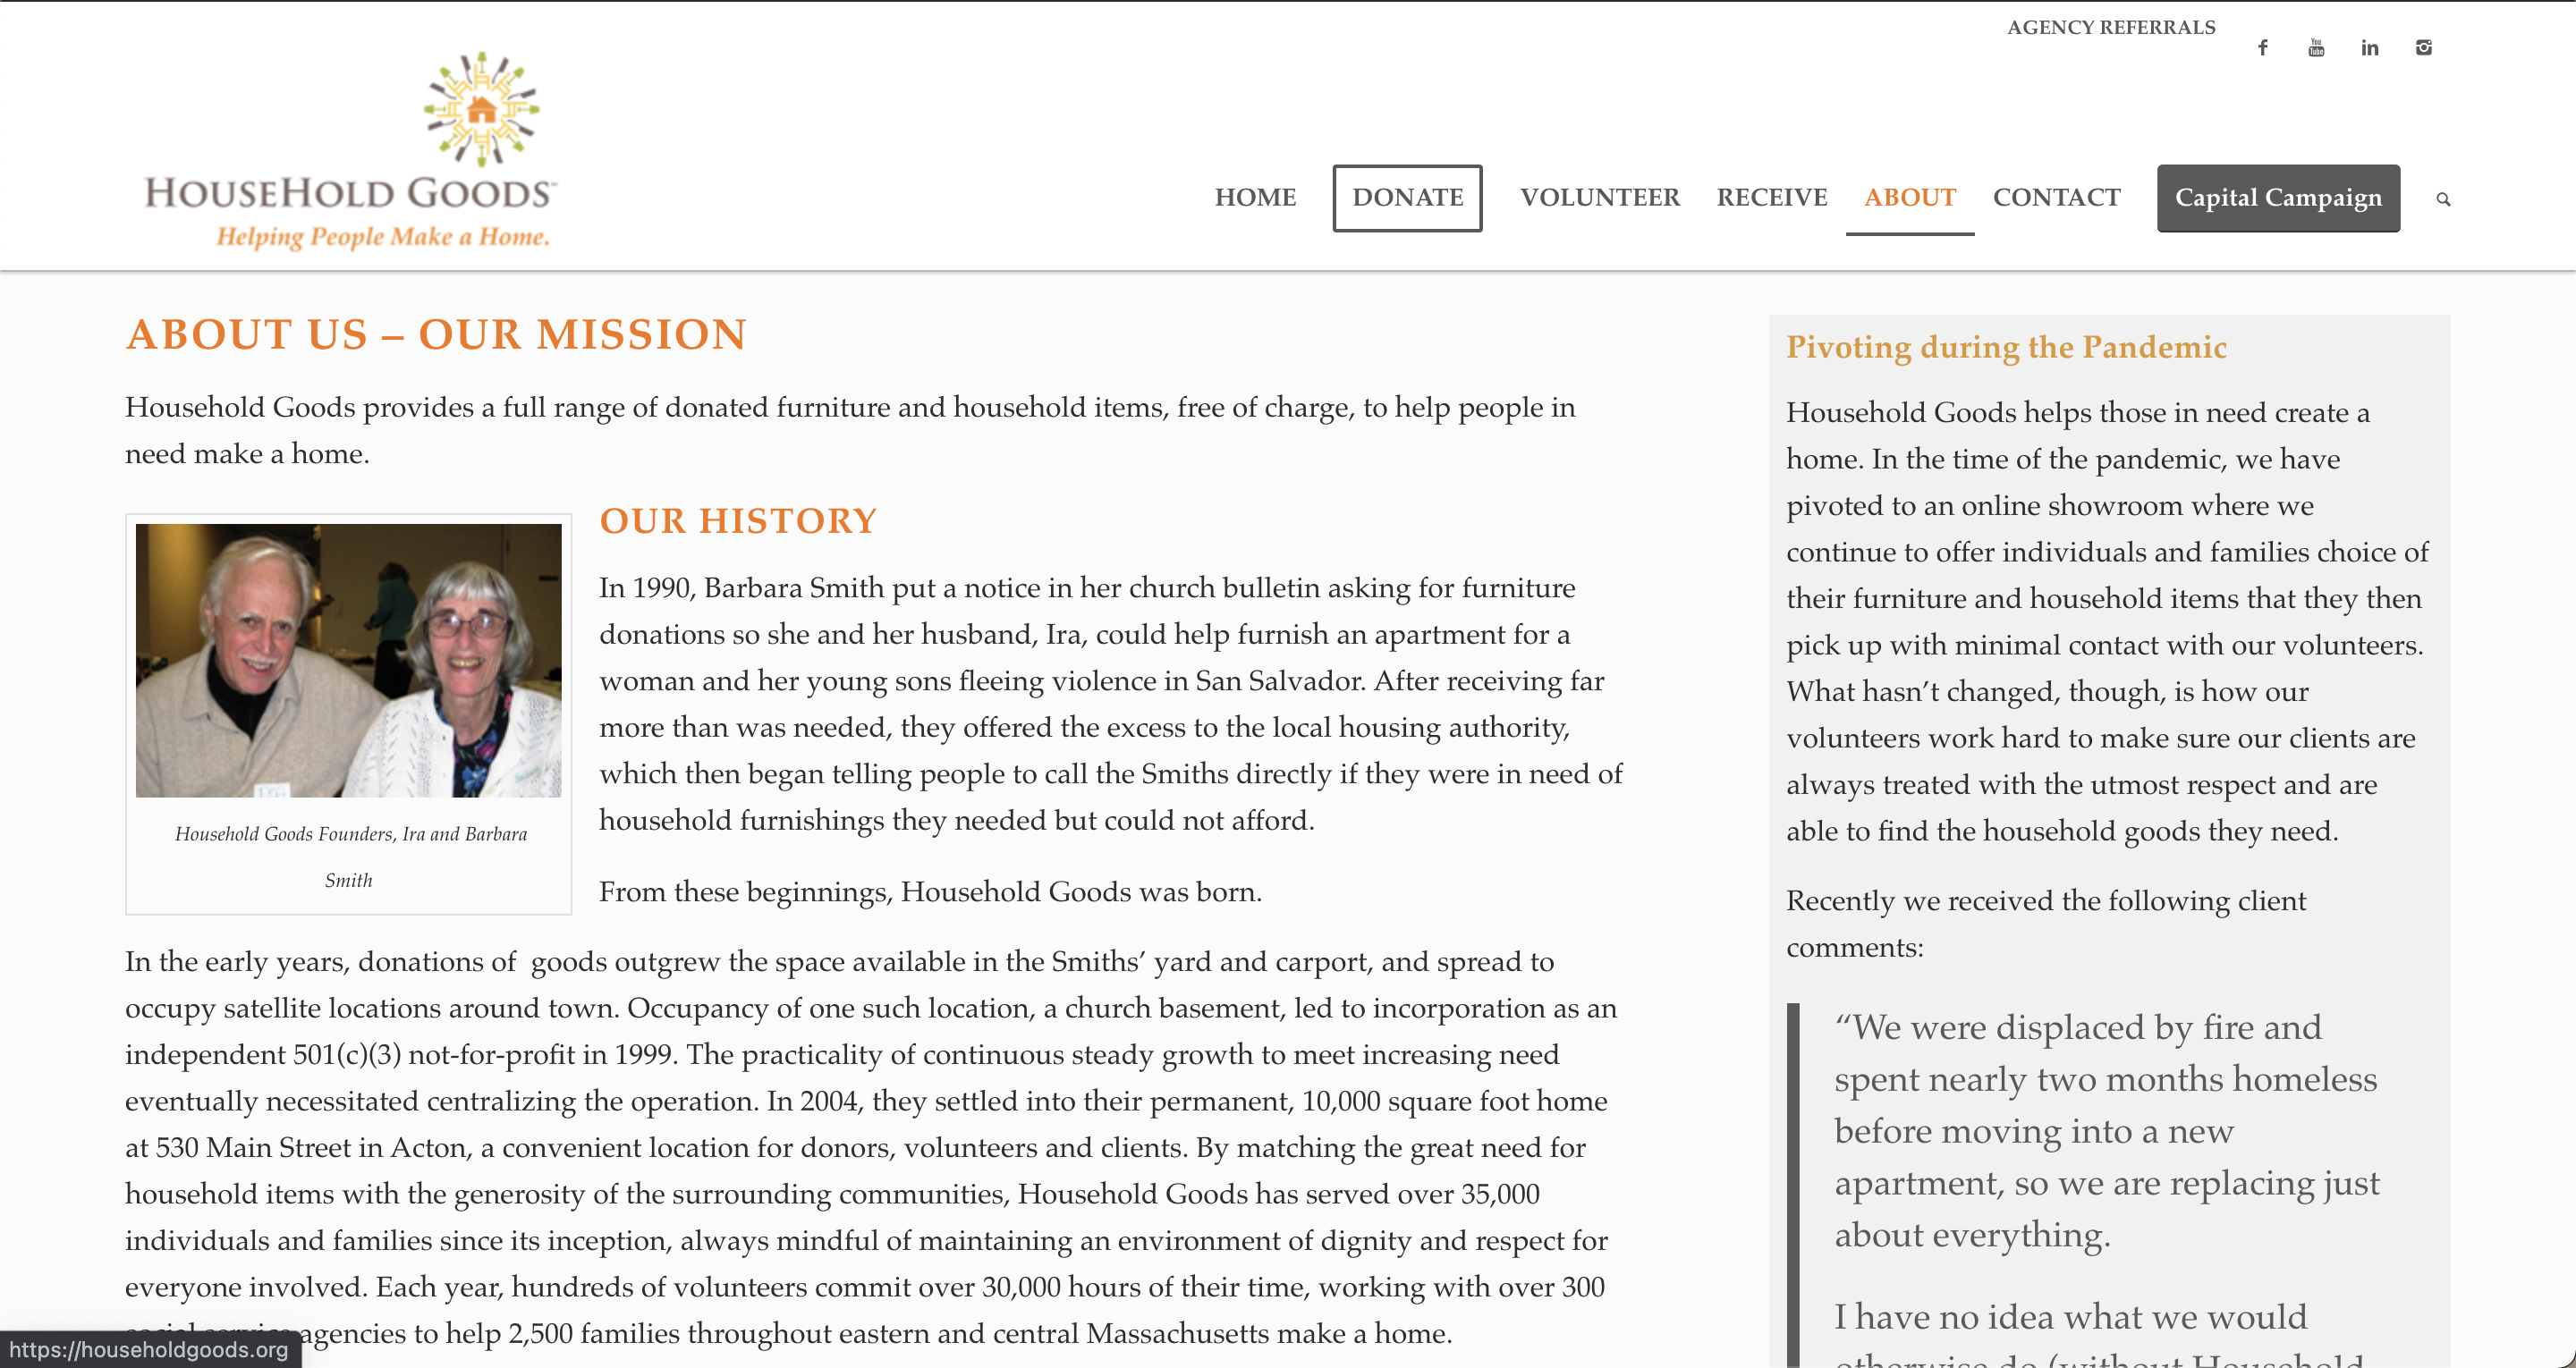 AGENCY REFERRALS
HOUSEHOLD GOODS™
Helping People Make a Home.
HOME DONATE VOLUNTEER RECEIVE ABOUT CONTACT Capital Campaign
ABOUT US – OUR MISSION
Household Goods provides a full range of donated furniture and household items, free of charge, to help people in
need make a home.
Household Goods Founders, Ira and Barbara
Smith
OUR HISTORY
In 1990, Barbara Smith put a notice in her church bulletin asking for furniture
donations so she and her husband, Ira, could help furnish an apartment for a
woman and her young sons fleeing violence in San Salvador. After receiving far
more than was needed, they offered the excess to the local housing authority,
which then began telling people to call the Smiths directly if they were in need of
household furnishings they needed but could not afford.
From these beginnings, Household Goods was born.
In the early years, donations of  goods outgrew the space available in the Smiths’ yard and carport, and spread to
occupy satellite locations around town. Occupancy of one such location, a church basement, led to incorporation as an
independent 501(c)(3) not-for-profit in 1999. The practicality of continuous steady growth to meet increasing need
eventually necessitated centralizing the operation. In 2004, they settled into their permanent, 10,000 square foot home
at 530 Main Street in Acton, a convenient location for donors, volunteers and clients. By matching the great need for
household items with the generosity of the surrounding communities, Household Goods has served over 35,000
individuals and families since its inception, always mindful of maintaining an environment of dignity and respect for
everyone involved. Each year, hundreds of volunteers commit over 30,000 hours of their time, working with over 300
agencies to help 2,500 families throughout eastern and central Massachusetts make a home.
https://householdgoods.org
Pivoting during the Pandemic
Household Goods helps those in need create a
home. In the time of the pandemic, we have
pivoted to an online showroom where we
continue to offer individuals and families choice of
their furniture and household items that they then
pick up with minimal contact with our volunteers.
What hasn’t changed, though, is how our
volunteers work hard to make sure our clients are
always treated with the utmost respect and are
able to find the household goods they need.
Recently we received the following client
comments:
“We were displaced by fire and
spent nearly two months homeless
before moving into a new
apartment, so we are replacing just
about everything.
I have no idea what we would
otherwise do (without Household